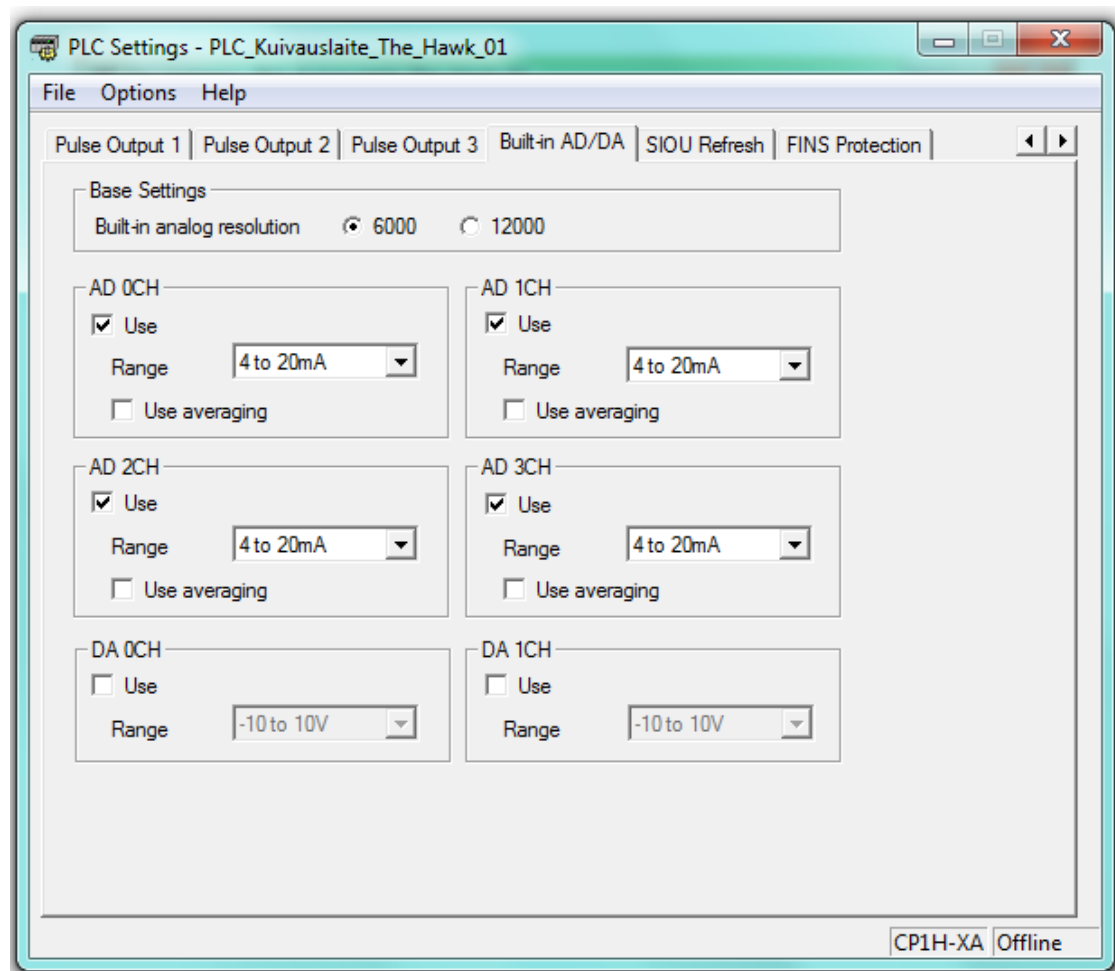 PLC Settings - PLC_Kuivauslaite_The_Hawk_01
File Options Help
Pulse Output 1 Pulse Output 2 Pulse Output 3 Built-in AD/DA SIOU Refresh FINS Protection
Base Settings
Built-in analog resolution 6000 12000
AD 0CH
Use
Range 4 to 20mA
Use averaging
AD 1CH
Use
Range 4 to 20mA
Use averaging
AD 2CH
Use
Range 4 to 20mA
Use averaging
AD 3CH
Use
Range 4 to 20mA
Use averaging
DA 0CH
Use
Range -10 to 10V
DA 1CH
Use
Range -10 to 10V
CP1H-XA Offline